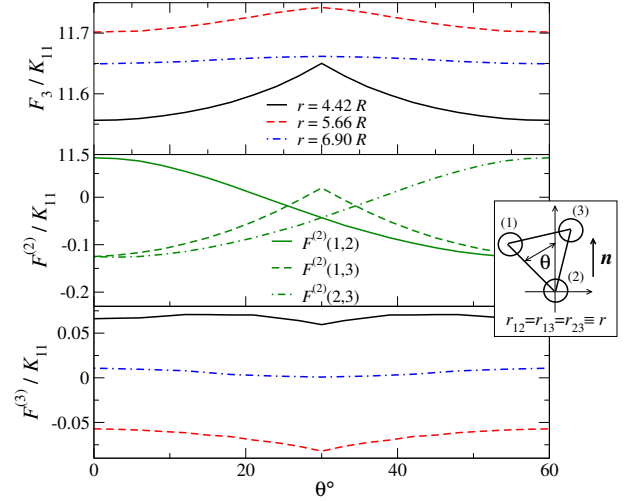 11.7
11.6
11.5
F₃ / K₁₁
r = 4.42 R
r = 5.66 R
r = 6.90 R
0
-0.1
-0.2
F⁽²⁾ / K₁₁
F⁽²⁾(1,2)
F⁽²⁾(1,3)
F⁽²⁾(2,3)
(1)
(3)
θ
n
(2)
r₁₂=r₁₃=r₂₃≡ r
0.05
0
-0.05
F⁽³⁾ / K₁₁
0 20 40 60
θ°